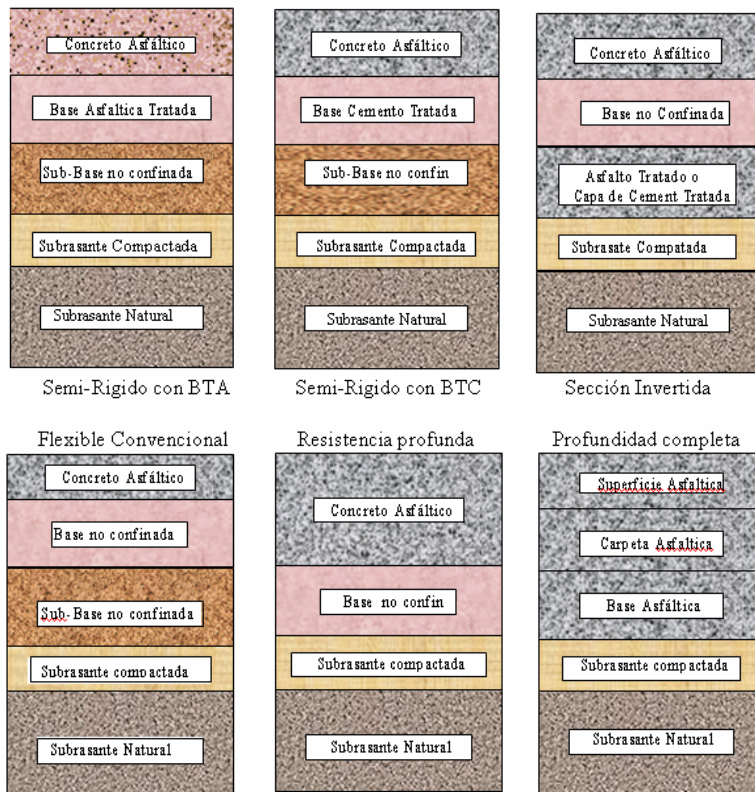 Concreto Asfáltico
Base Asfaltica Tratada
Sub-Base no confinada
Subrasante Compactada
Subrasante Natural
Semi-Rigido con BTA
Concreto Asfáltico
Base Cemento Tratada
Sub-Base no confin
Subrasante Compactada
Subrasante Natural
Semi-Rigido con BTC
Concreto Asfáltico
Base no Confinada
Asfalto Tratado o
Capa de Cement Tratada
Subrasate Compatada
Subrasante Natural
Sección Invertida
Flexible Convencional
Concreto Asfáltico
Base no confinada
Sub-Base no confinada
Subrasante compactada
Subrasante Natural
Resistencia profunda
Concreto Asfáltico
Base no confin
Subrasante compactada
Subrasante Natural
Profundidad completa
Superficie Asfaltica
Carpeta Asfaltica
Base Asfáltica
Subrasante compactada
Subrasante Natural